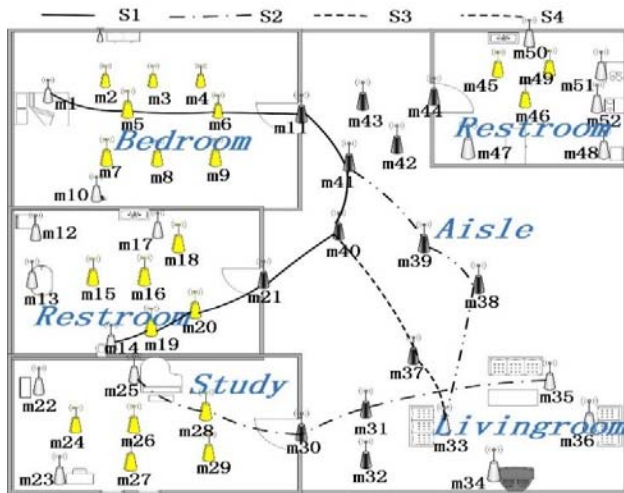 S1 S2 S3 S4
m50
m45 m49 m51
m1 m2 m3 m4 m44 m46 m52
m5 m6 m11 m43
Bedroom m42 Restroom
m47 m48
m7 m8 m9 m41
m10
m12 m17 m18 Aisle
m40 m39
m13 m15 m16 m21 m38
Restroom m20
m14 m19
m37
m25 Study m35
m22
m24 m26 m28 m30 m31 m33 Livingroom m36
m23 m27 m29 m32 m34